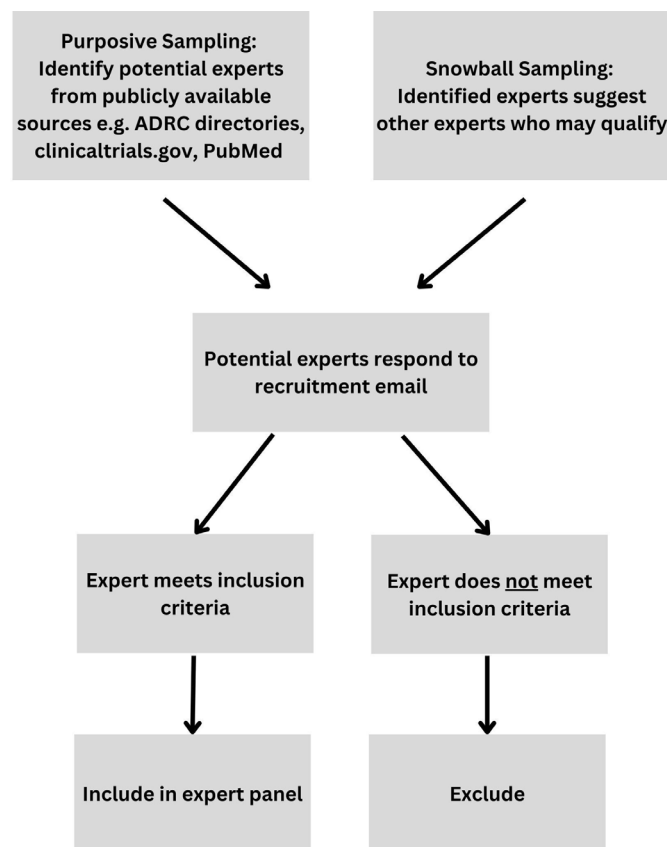 Purposive Sampling:
Identify potential experts
from publicly available
sources e.g. ADRC directories,
clinicaltrials.gov, PubMed
Snowball Sampling:
Identified experts suggest
other experts who may qualify
Potential experts respond to
recruitment email
Expert meets inclusion
criteria
Expert does not meet
inclusion criteria
Include in expert panel
Exclude